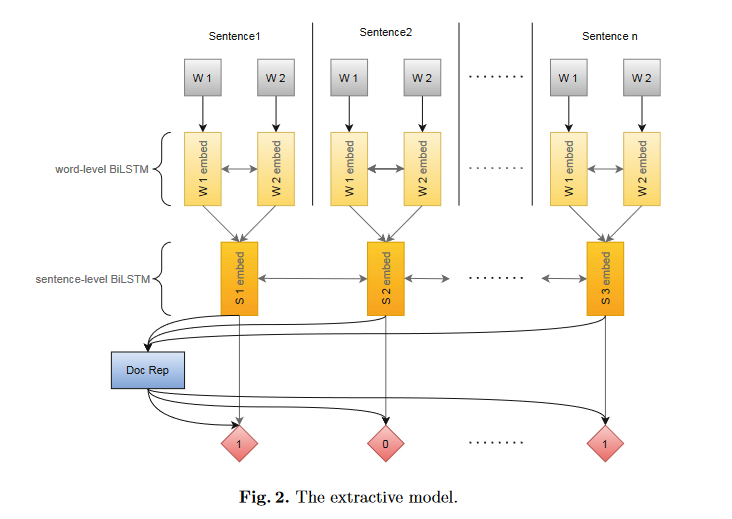 Sentence1 Sentence2 Sentence n
W 1 W 2 W 1 W 2 ........ W 1 W 2
word-level BiLSTM W 1 embed W 2 embed W 1 embed W 2 embed ........ W 1 embed W 2 embed
sentence-level BiLSTM S 1 embed S 2 embed ........ S 3 embed
Doc Rep
1 0 ........ 1
Fig. 2. The extractive model.